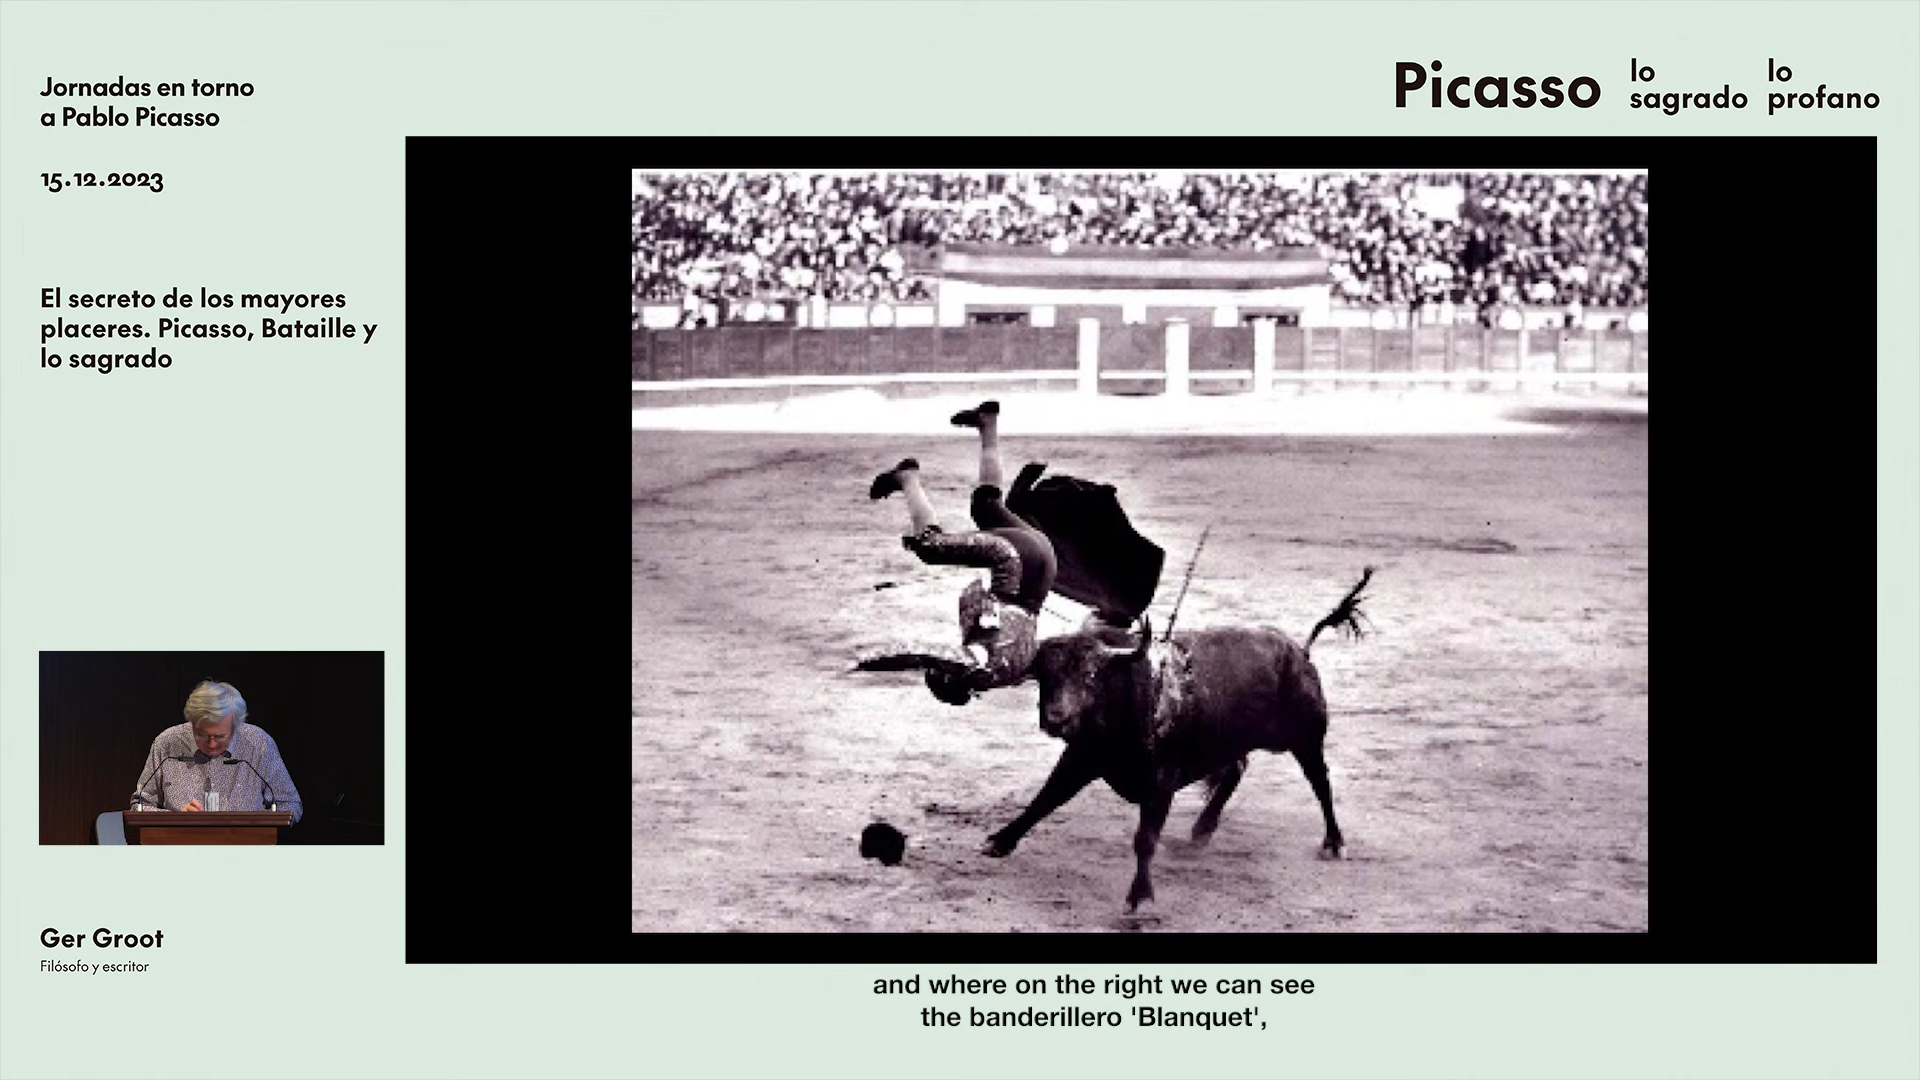 Jornadas en torno
a Pablo Picasso
15.12.2023
El secreto de los mayores
placeres. Picasso, Bataille y
lo sagrado
Ger Groot
Filósofo y escritor
Picasso
lo
sagrado
lo
profano
and where on the right we can see
the banderillero 'Blanquet',